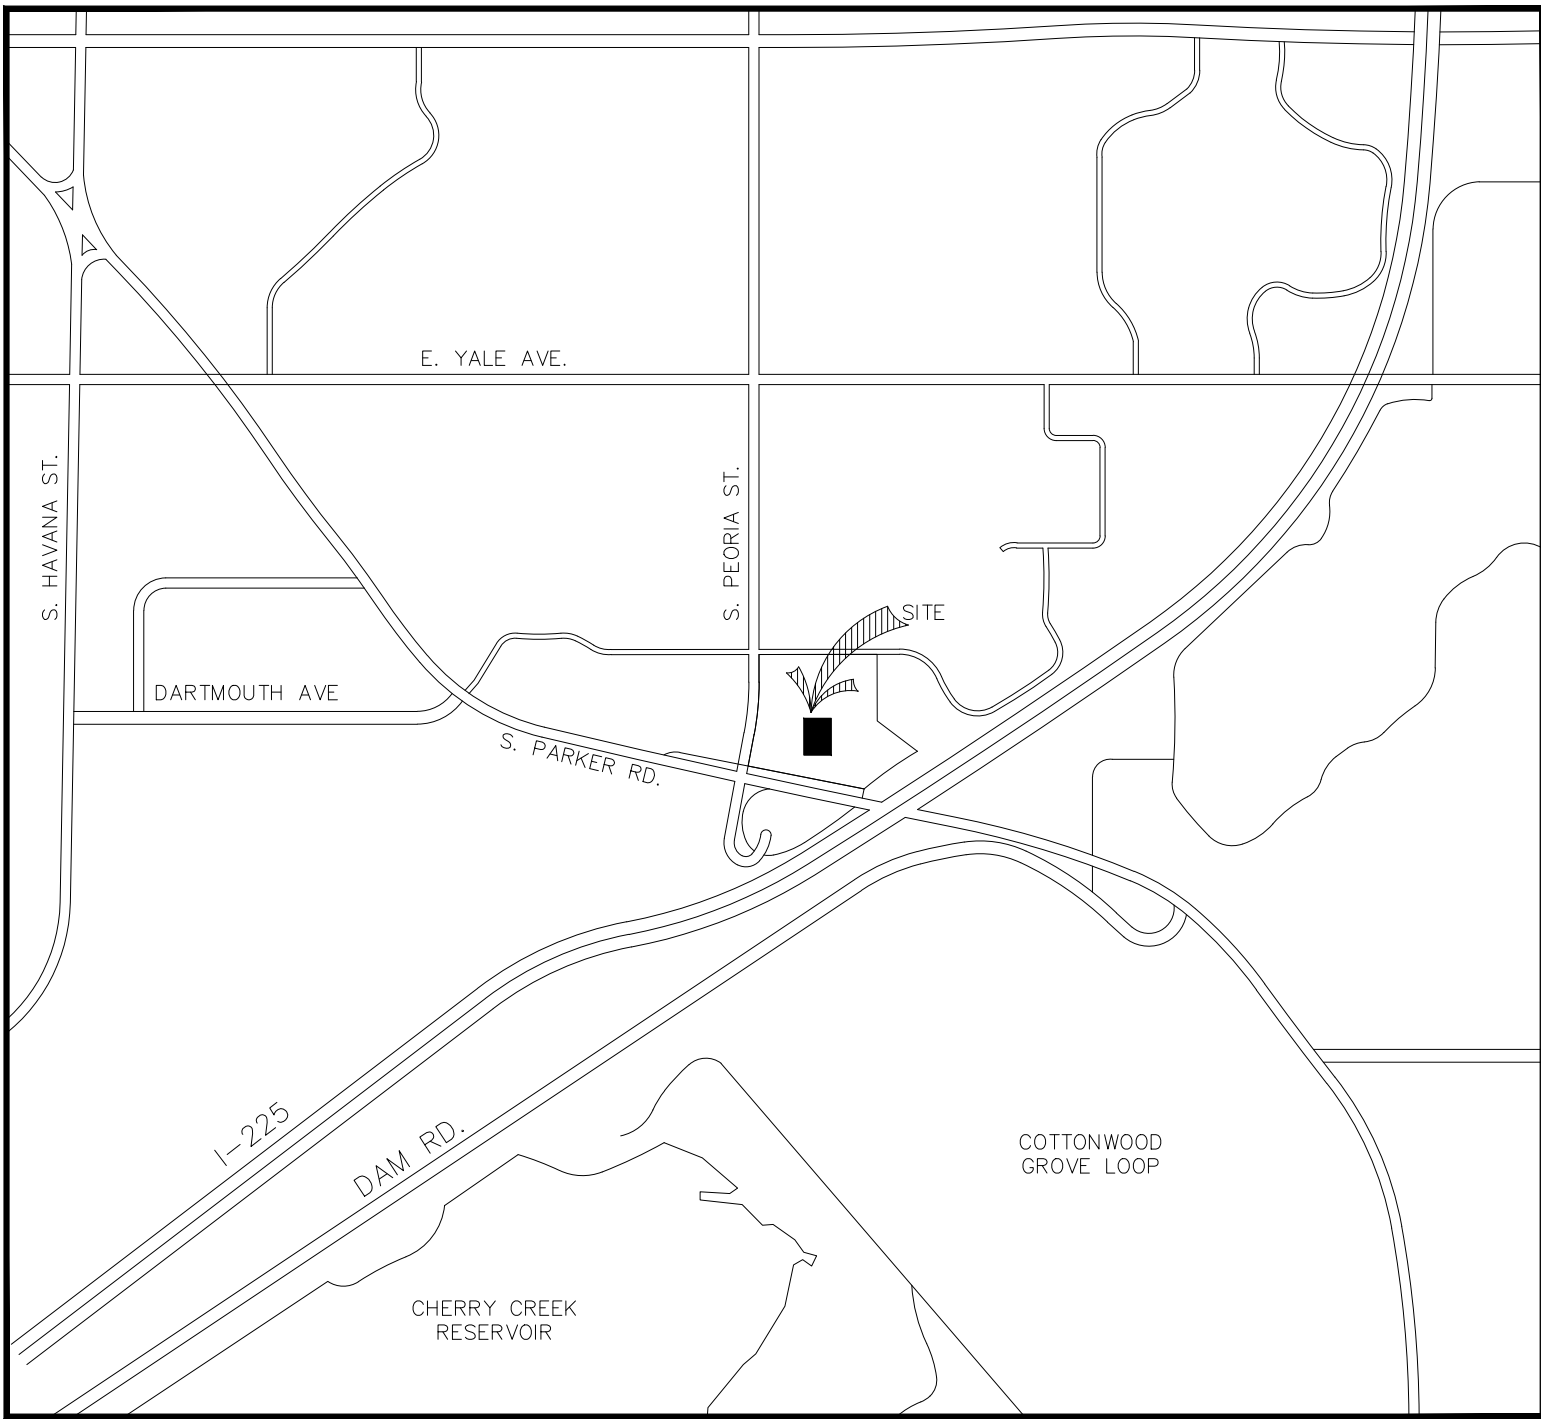 E. YALE AVE.
S. HAVANA ST.
S. PEORIA ST.
SITE
DARTMOUTH AVE
S. PARKER RD.
I-225
DAM RD.
COTTONWOOD
GROVE LOOP
CHERRY CREEK
RESERVOIR